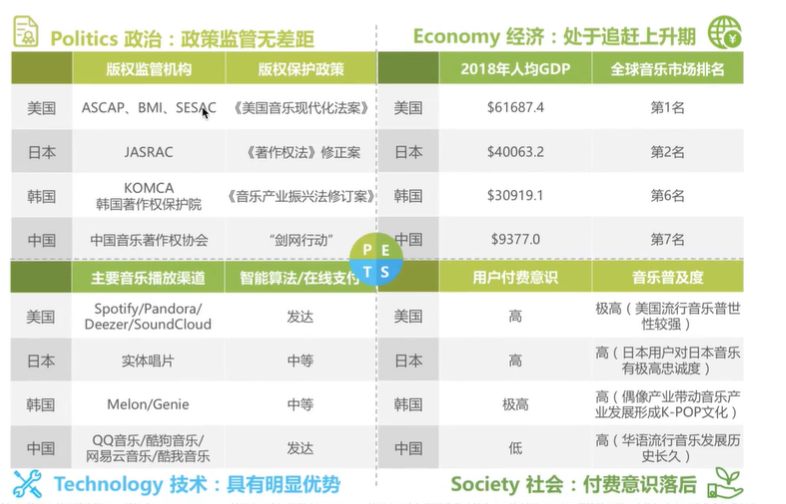 Politics 政治：政策监管无差距
版权监管机构 版权保护政策
美国 ASCAP、BMI、SESAC 《美国音乐现代化法案》
日本 JASRAC 《著作权法》修正案
韩国 KOMCA 韩国著作权保护院 《音乐产业振兴法修订案》
中国 中国音乐著作权协会 “剑网行动”
Economy 经济：处于追赶上升期
2018年人均GDP 全球音乐市场排名
美国 $61687.4 第1名
日本 $40063.2 第2名
韩国 $30919.1 第6名
中国 $9377.0 第7名
P E
T S
主要音乐播放渠道 智能算法/在线支付
美国 Spotify/Pandora/ Deezer/SoundCloud 发达
日本 实体唱片 中等
韩国 Melon/Genie 中等
中国 QQ音乐/酷狗音乐/ 网易云音乐/酷我音乐 发达
Technology 技术：具有明显优势
用户付费意识 音乐普及度
美国 高 极高（美国流行音乐普世性较强）
日本 高 高（日本用户对日本音乐有极高忠诚度）
韩国 极高 高（偶像产业带动音乐产业发展形成K-POP文化）
中国 低 高（华语流行音乐发展历史长久）
Society 社会：付费意识落后